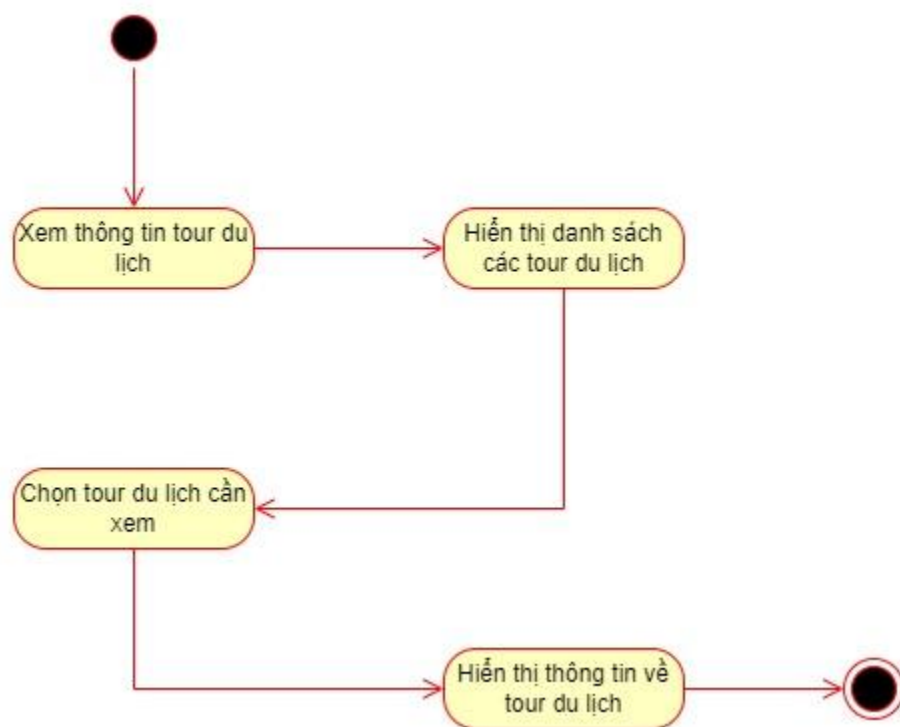 Xem thông tin tour du
lịch
Hiển thị danh sách
các tour du lịch
Chọn tour du lịch cần
xem
Hiển thị thông tin về
tour du lịch